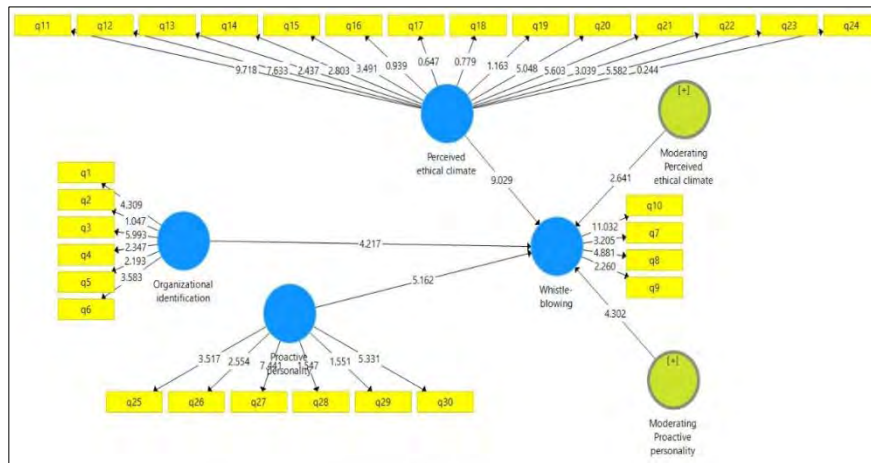 q11 q12 q13 q14 q15 q16 q17 q18 q19 q20 q21 q22 q23 q24
9.718 7.633 2.437 2.803 3.491 0.939 0.647 0.779 1.163 5.048 5.603 3.039 5.582 0.244
[+]
Perceived
ethical climate
Moderating
Perceived
ethical climate
9.029
2.641
q1
q2
q3
q4
q5
q6
4.309
1.047
5.993
2.347
2.193
3.583
Organizational
identification
4.217
5.162
Whistle-
blowing
11.032
3.205
4.881
2.260
q10
q7
q8
q9
4.302
Proactive
personality
3.517 2.554 7.441 1.547 1.551 5.331
q25 q26 q27 q28 q29 q30
[+]
Moderating
Proactive
personality